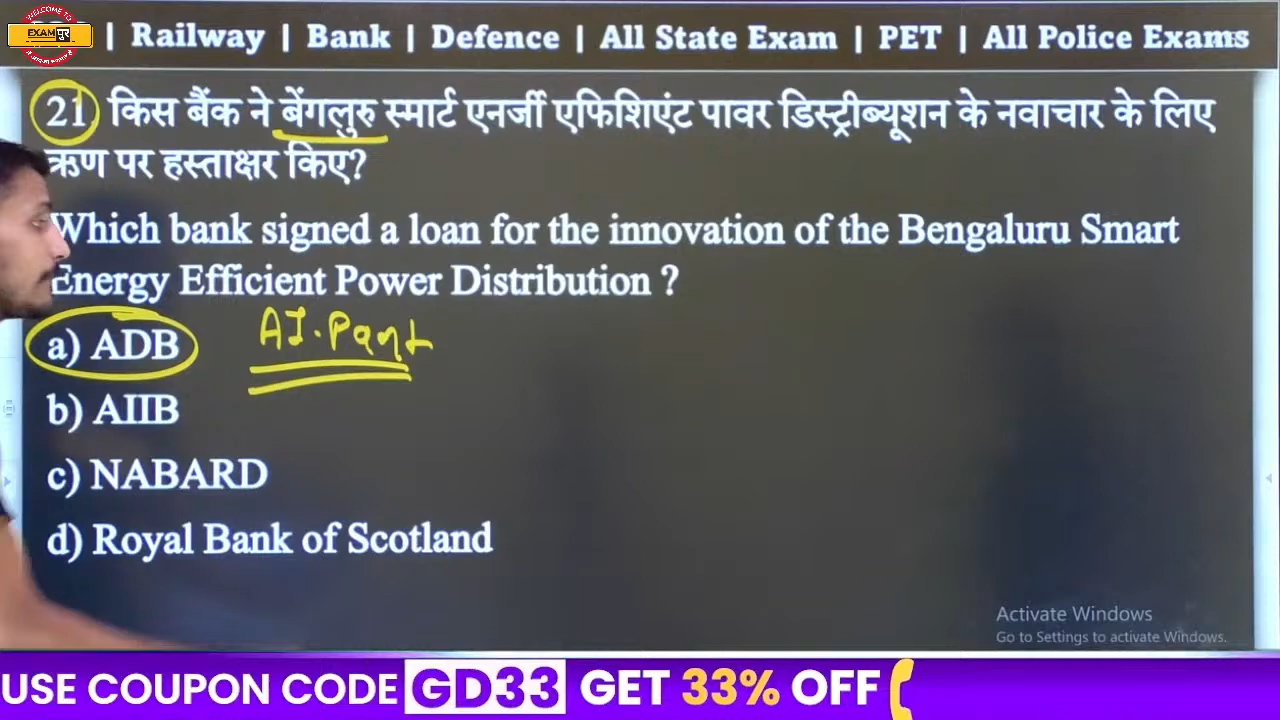 WELCOME TO
EXAM पुर
| Railway | Bank | Defence | All State Exam | PET | All Police Exams
21. किस बैंक ने बेंगलुरु स्मार्ट एनर्जी एफिशिएंट पावर डिस्ट्रीब्यूशन के नवाचार के लिए
ऋण पर हस्ताक्षर किए?
Which bank signed a loan for the innovation of the Bengaluru Smart
Energy Efficient Power Distribution ?
a) ADB
b) AIIB
c) NABARD
d) Royal Bank of Scotland
Activate Windows
Go to Settings to activate Windows.
USE COUPON CODE GD33 GET 33% OFF